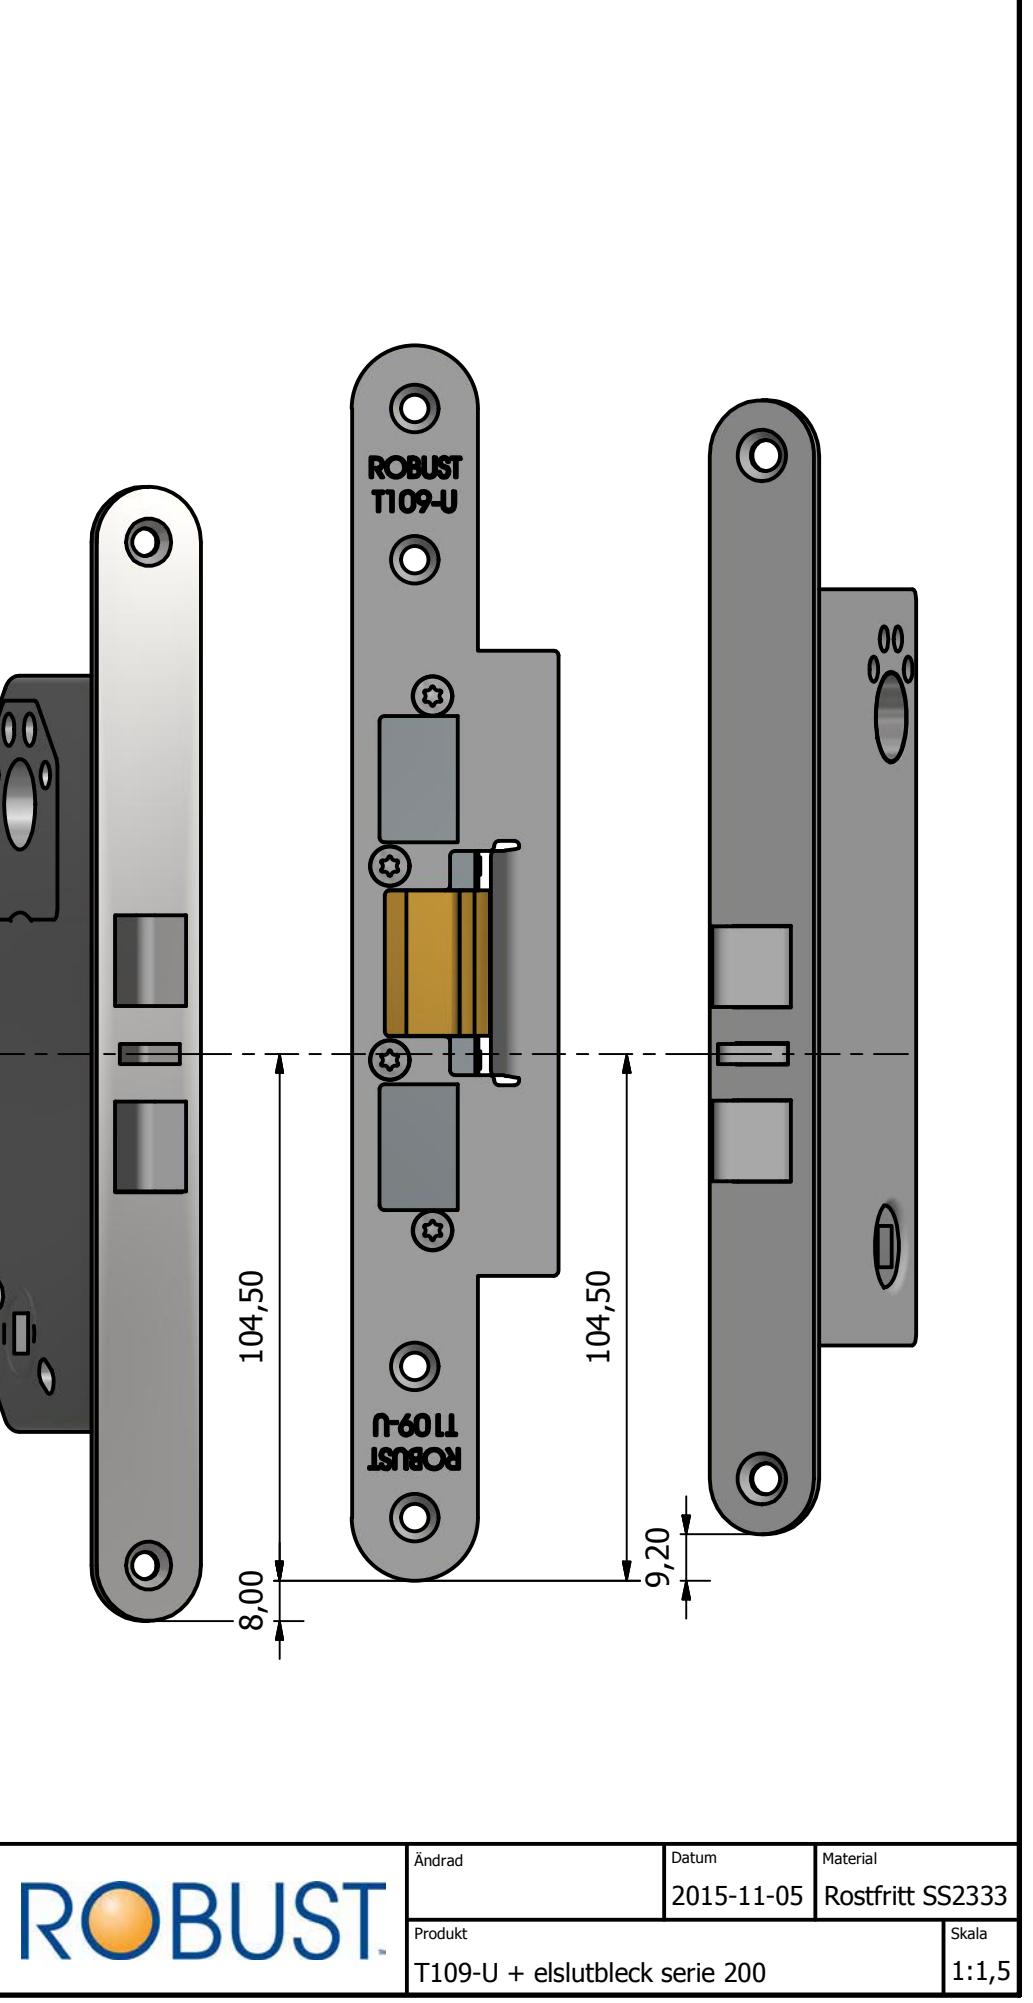 ROBUST
T109-U
104,50
104,50
T109-U
ROBUST
9,20
8,00
ROBUST
Ändrad
Datum
2015-11-05
Material
Rostfritt SS2333
Produkt
T109-U + elslutbleck serie 200
Skala
1:1,5